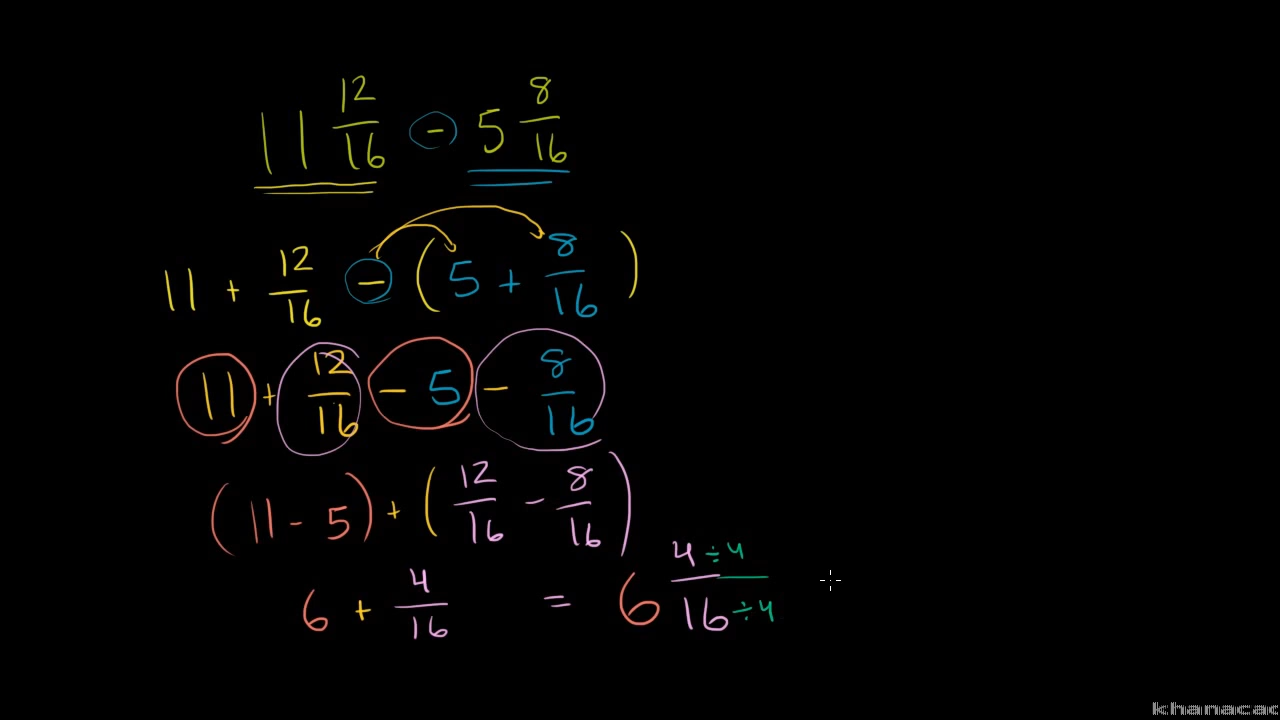 11 12/16 - 5 8/16
11 + 12/16 - (5 + 8/16)
11 + 12/16 - 5 - 8/16
(11 - 5) + (12/16 - 8/16)
6 + 4/16 = 6 4÷4/16÷4
khanacac